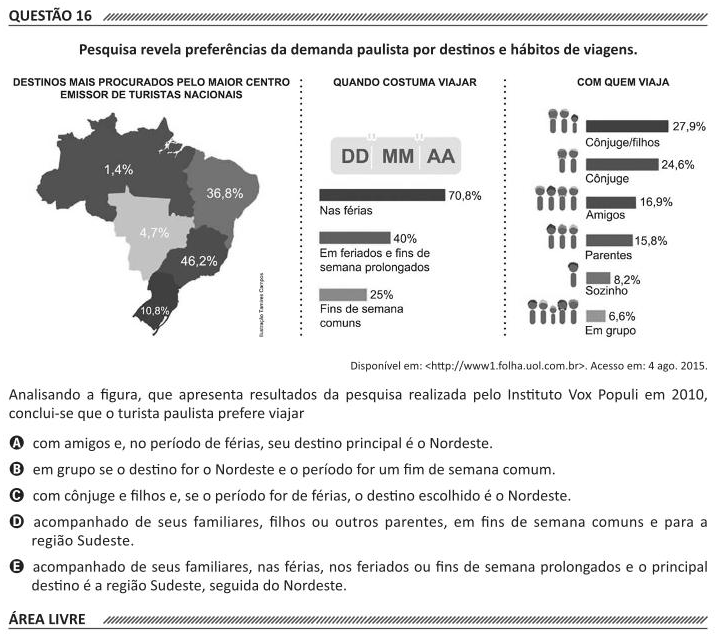 QUESTÃO 16
Pesquisa revela preferências da demanda paulista por destinos e hábitos de viagens.
DESTINOS MAIS PROCURADOS PELO MAIOR CENTRO
EMISSOR DE TURISTAS NACIONAIS
1,4%
36,8%
4,7%
46,2%
10,8%
Ilustração Tamires Campos
QUANDO COSTUMA VIAJAR
DD MM AA
70,8%
Nas férias
40%
Em feriados e fins de
semana prolongados
25%
Fins de semana
comuns
COM QUEM VIAJA
27,9%
Cônjuge/filhos
24,6%
Cônjuge
16,9%
Amigos
15,8%
Parentes
8,2%
Sozinho
6,6%
Em grupo
Disponível em: <http://www1.folha.uol.com.br>. Acesso em: 4 ago. 2015.
Analisando a figura, que apresenta resultados da pesquisa realizada pelo Instituto Vox Populi em 2010,
conclui-se que o turista paulista prefere viajar
A com amigos e, no período de férias, seu destino principal é o Nordeste.
B em grupo se o destino for o Nordeste e o período for um fim de semana comum.
C com cônjuge e filhos e, se o período for de férias, o destino escolhido é o Nordeste.
D acompanhado de seus familiares, filhos ou outros parentes, em fins de semana comuns e para a
região Sudeste.
E acompanhado de seus familiares, nas férias, nos feriados ou fins de semana prolongados e o principal
destino é a região Sudeste, seguida do Nordeste.
ÁREA LIVRE